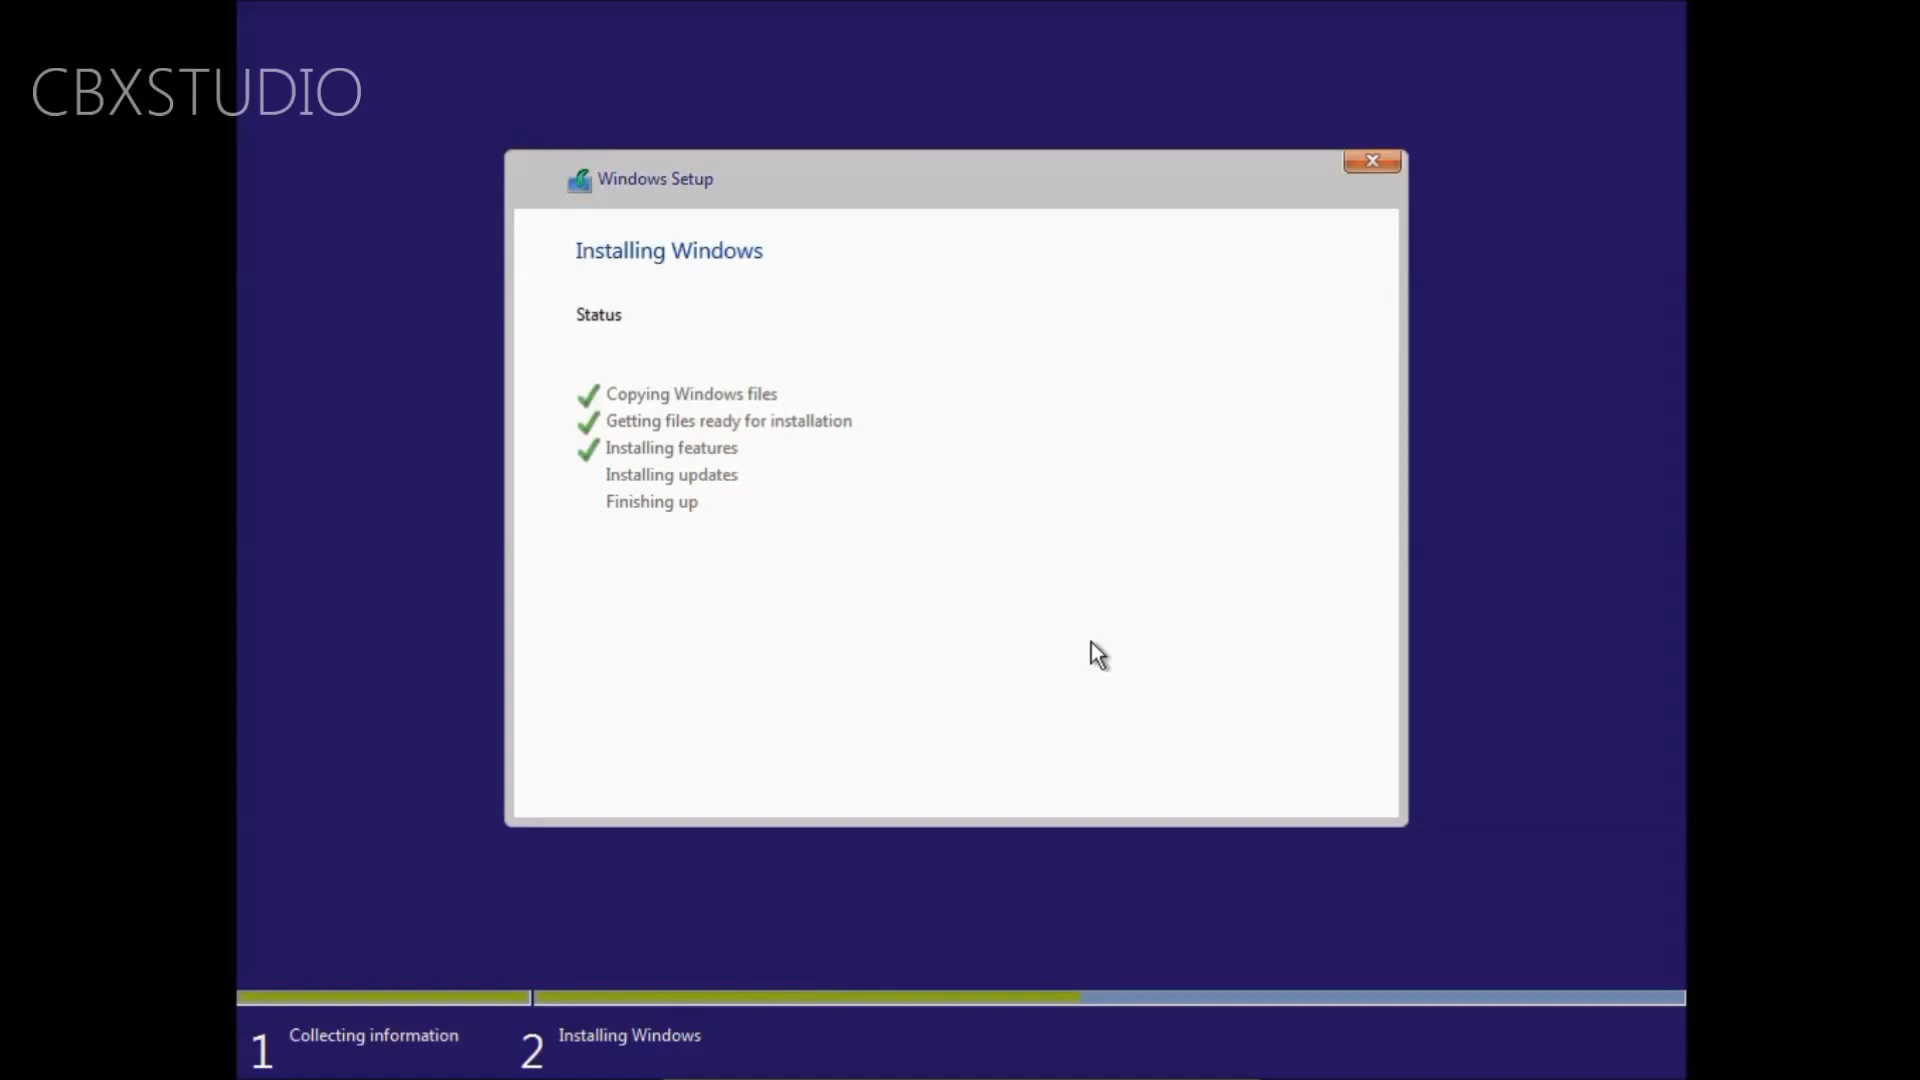 CBXSTUDIO
Windows Setup
Installing Windows
Status
Copying Windows files
Getting files ready for installation
Installing features
Installing updates
Finishing up
1 Collecting information
2 Installing Windows